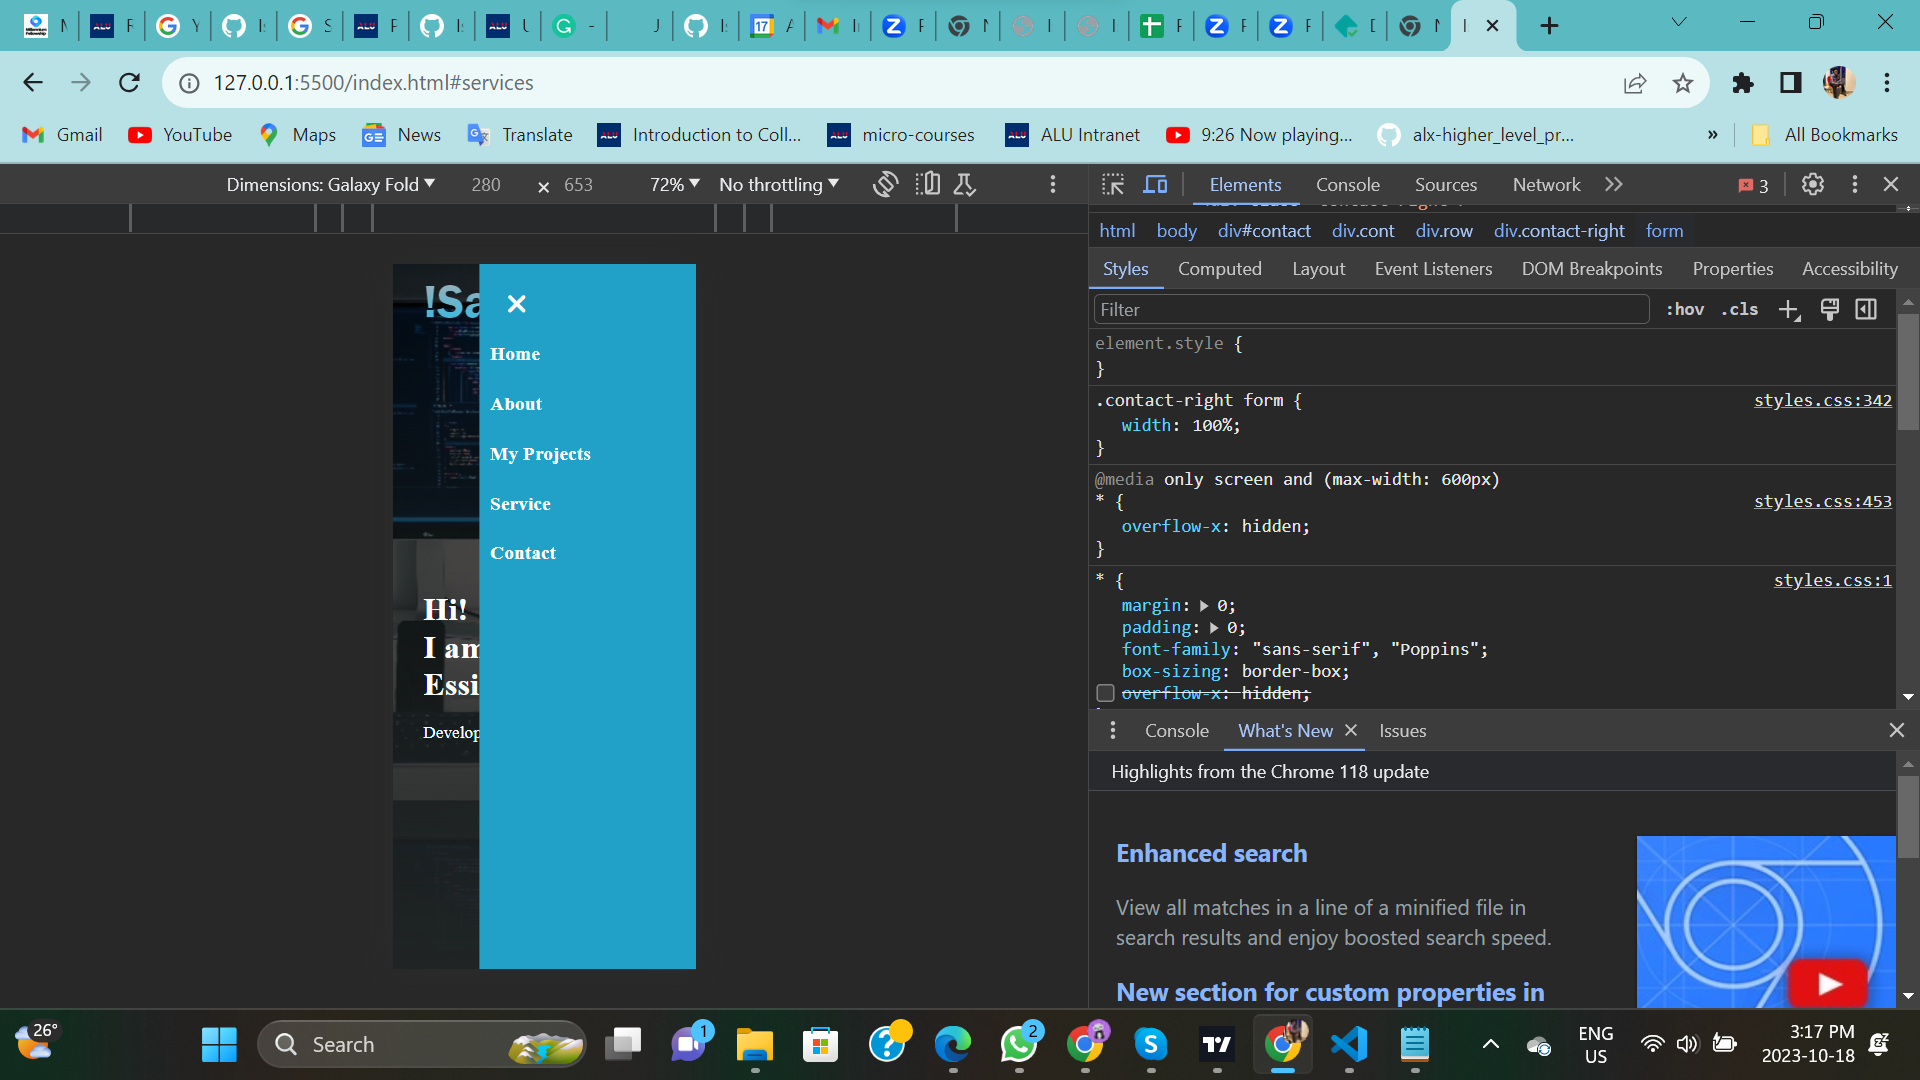 127.0.0.1:5500/index.html#services
Gmail
YouTube
Maps
News
Translate
Introduction to Coll...
micro-courses
ALU Intranet
9:26 Now playing...
alx-higher_level_pr...
»
All Bookmarks
Dimensions: Galaxy Fold
280
×
653
72%
No throttling
Elements
Console
Sources
Network
3
html
body
div#contact
div.cont
div.row
div.contact-right
form
Styles
Computed
Layout
Event Listeners
DOM Breakpoints
Properties
Accessibility
Filter
:hov
.cls
element.style {
}
.contact-right form {
styles.css:342
width: 100%;
}
@media only screen and (max-width: 600px)
* {
styles.css:453
overflow-x: hidden;
}
* {
styles.css:1
margin: 0;
padding: 0;
font-family: "sans-serif", "Poppins";
box-sizing: border-box;
overflow-x: hidden;
!Sa
Home
About
My Projects
Service
Contact
Hi!
I am
Essi
Develop
Console
What's New
Issues
Highlights from the Chrome 118 update
Enhanced search
View all matches in a line of a minified file in
search results and enjoy boosted search speed.
New section for custom properties in
26°
Search
1
2
ENG
US
3:17 PM
2023-10-18